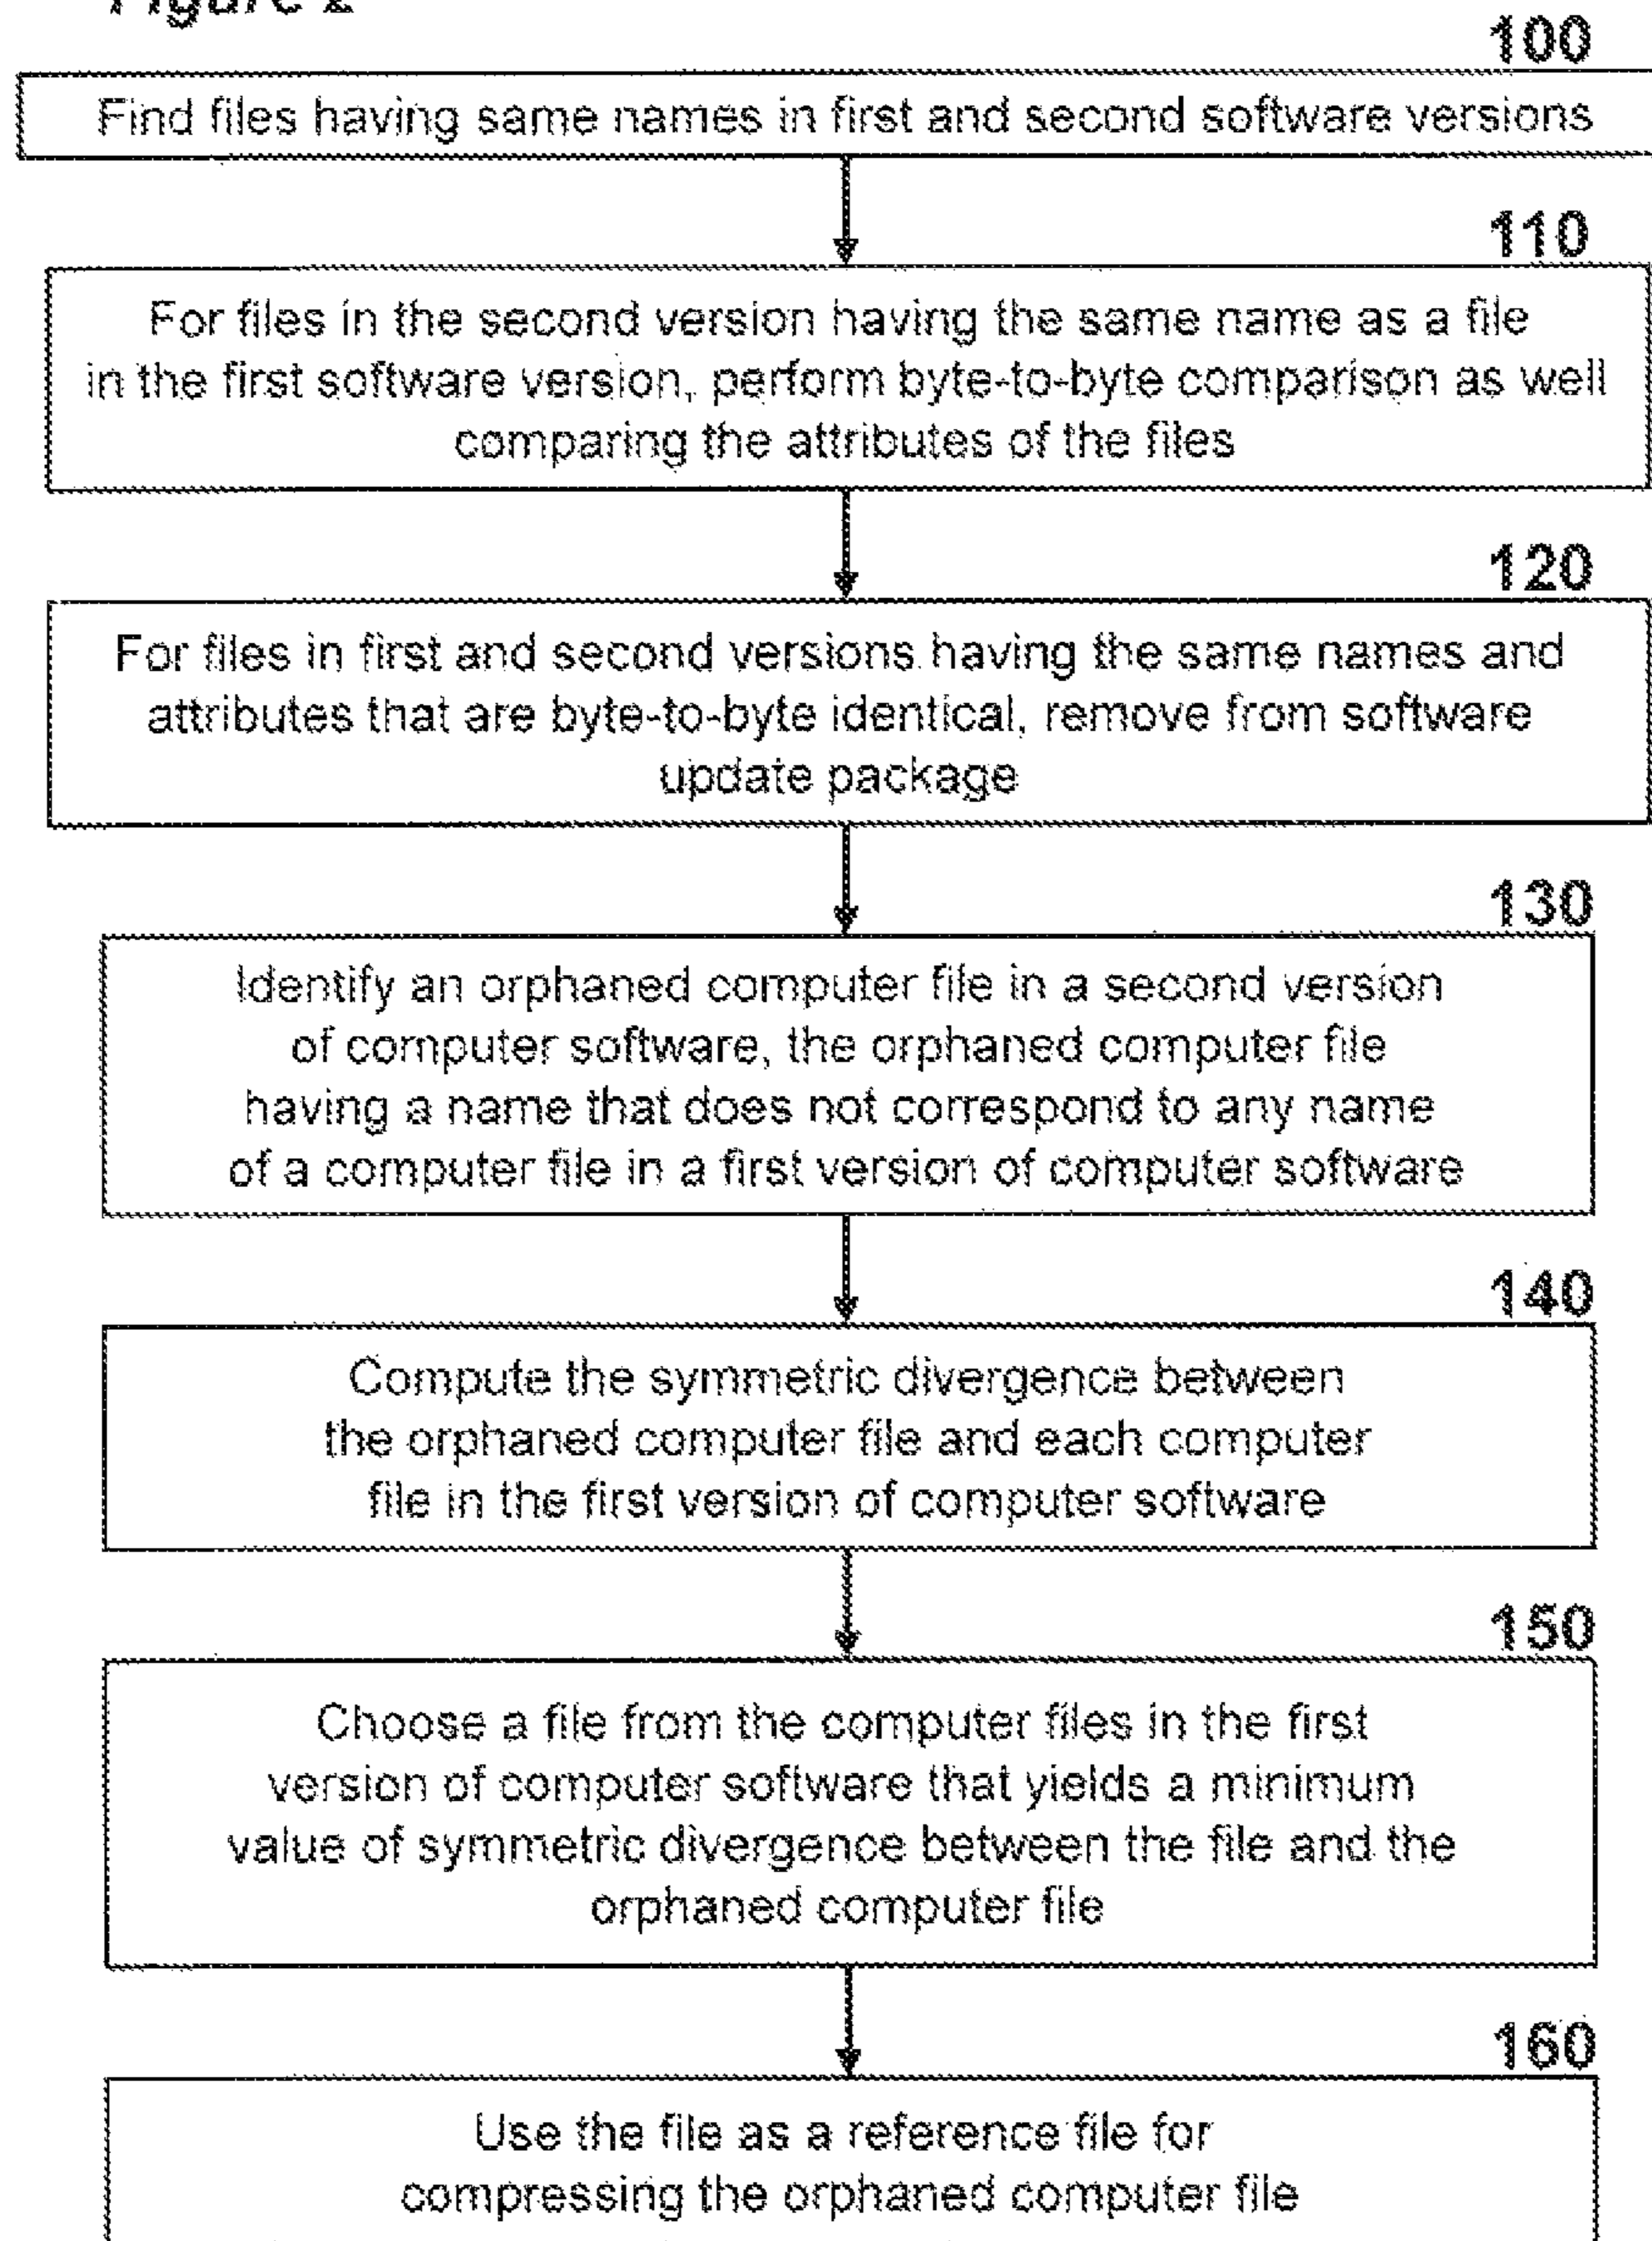 Figure 2
100
Find files having same names in first and second software versions
110
For files in the second version having the same name as a file
in the first software version, perform byte-to-byte comparison as well
comparing the attributes of the files
120
For files in first and second versions having the same names and
attributes that are byte-to-byte identical, remove from software
update package
130
Identify an orphaned computer file in a second version
of computer software, the orphaned computer file
having a name that does not correspond to any name
of a computer file in a first version of computer software
140
Compute the symmetric divergence between
the orphaned computer file and each computer
file in the first version of computer software
150
Choose a file from the computer files in the first
version of computer software that yields a minimum
value of symmetric divergence between the file and the
orphaned computer file
160
Use the file as a reference file for
compressing the orphaned computer file